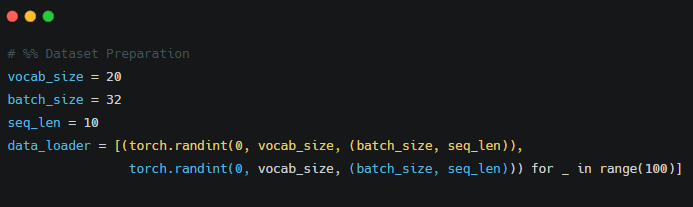 # %% Dataset Preparation
vocab_size = 20
batch_size = 32
seq_len = 10
data_loader = [(torch.randint(0, vocab_size, (batch_size, seq_len)),
                torch.randint(0, vocab_size, (batch_size, seq_len))) for _ in range(100)]